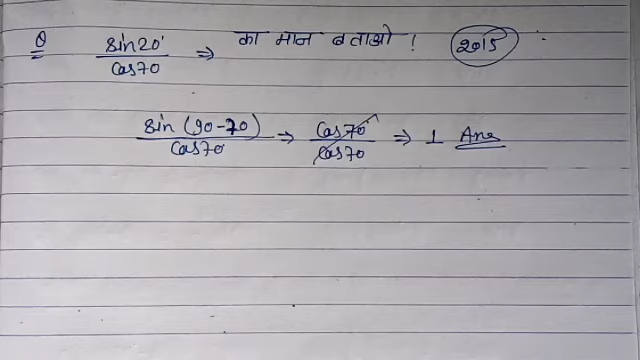 Q sin20°/cos70 ⇒ का मान बताओ ! 2015
sin (90-70)/cos70 ⇒ cos70°/cos70 ⇒ 1 Ans